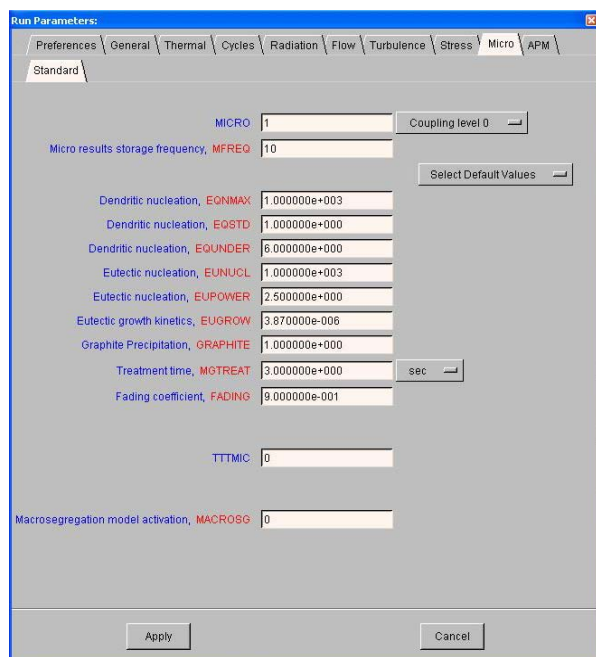 Run Parameters:
Preferences General Thermal Cycles Radiation Flow Turbulence Stress Micro APM
Standard
MICRO 1 Coupling level 0
Micro results storage frequency, MFREQ 10
Select Default Values
Dendritic nucleation, EQNMAX 1.000000e+003
Dendritic nucleation, EQSTD 1.000000e+000
Dendritic nucleation, EQUNDER 6.000000e+000
Eutectic nucleation, EUNUCL 1.000000e+003
Eutectic nucleation, EUPOWER 2.500000e+000
Eutectic growth kinetics, EUGROW 3.870000e-006
Graphite Precipitation, GRAPHITE 1.000000e+000
Treatment time, MGTREAT 3.000000e+000 sec
Fading coefficient, FADING 9.000000e-001
TTTMIC 0
Macrosegregation model activation, MACROSG 0
Apply Cancel